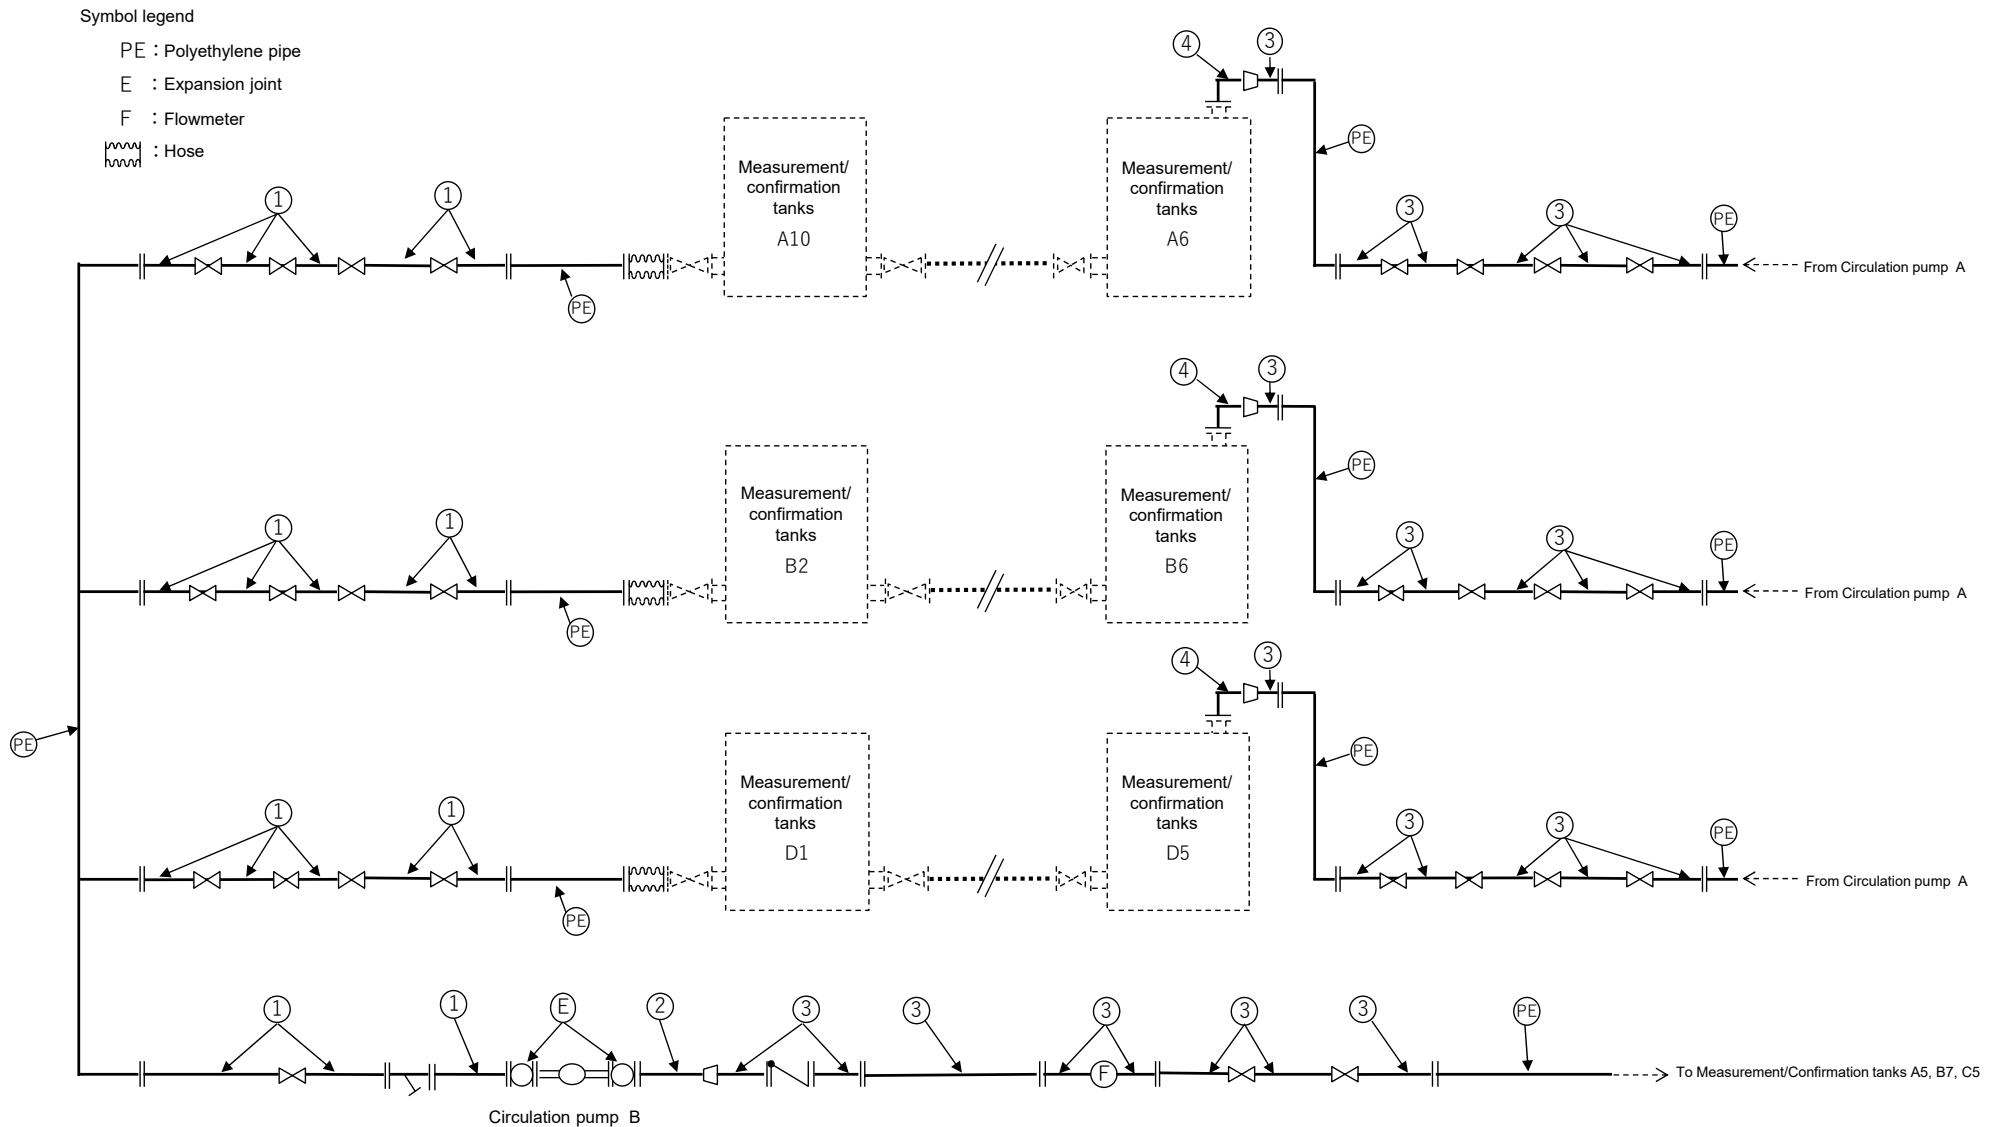 Symbol legend
PE : Polyethylene pipe
E : Expansion joint
F : Flowmeter
: Hose
④ ③
PE
Measurement/
confirmation
tanks
A10
Measurement/
confirmation
tanks
A6
① ① ③ ③ PE
From Circulation pump A
PE
④ ③
PE
Measurement/
confirmation
tanks
B2
Measurement/
confirmation
tanks
B6
① ① ③ ③ PE
From Circulation pump A
PE
④ ③
PE
PE
Measurement/
confirmation
tanks
D1
Measurement/
confirmation
tanks
D5
① ① ③ ③ PE
From Circulation pump A
PE
① ① E ② ③ ③ ③ ③ ③ PE
F
To Measurement/Confirmation tanks A5, B7, C5
Circulation pump B